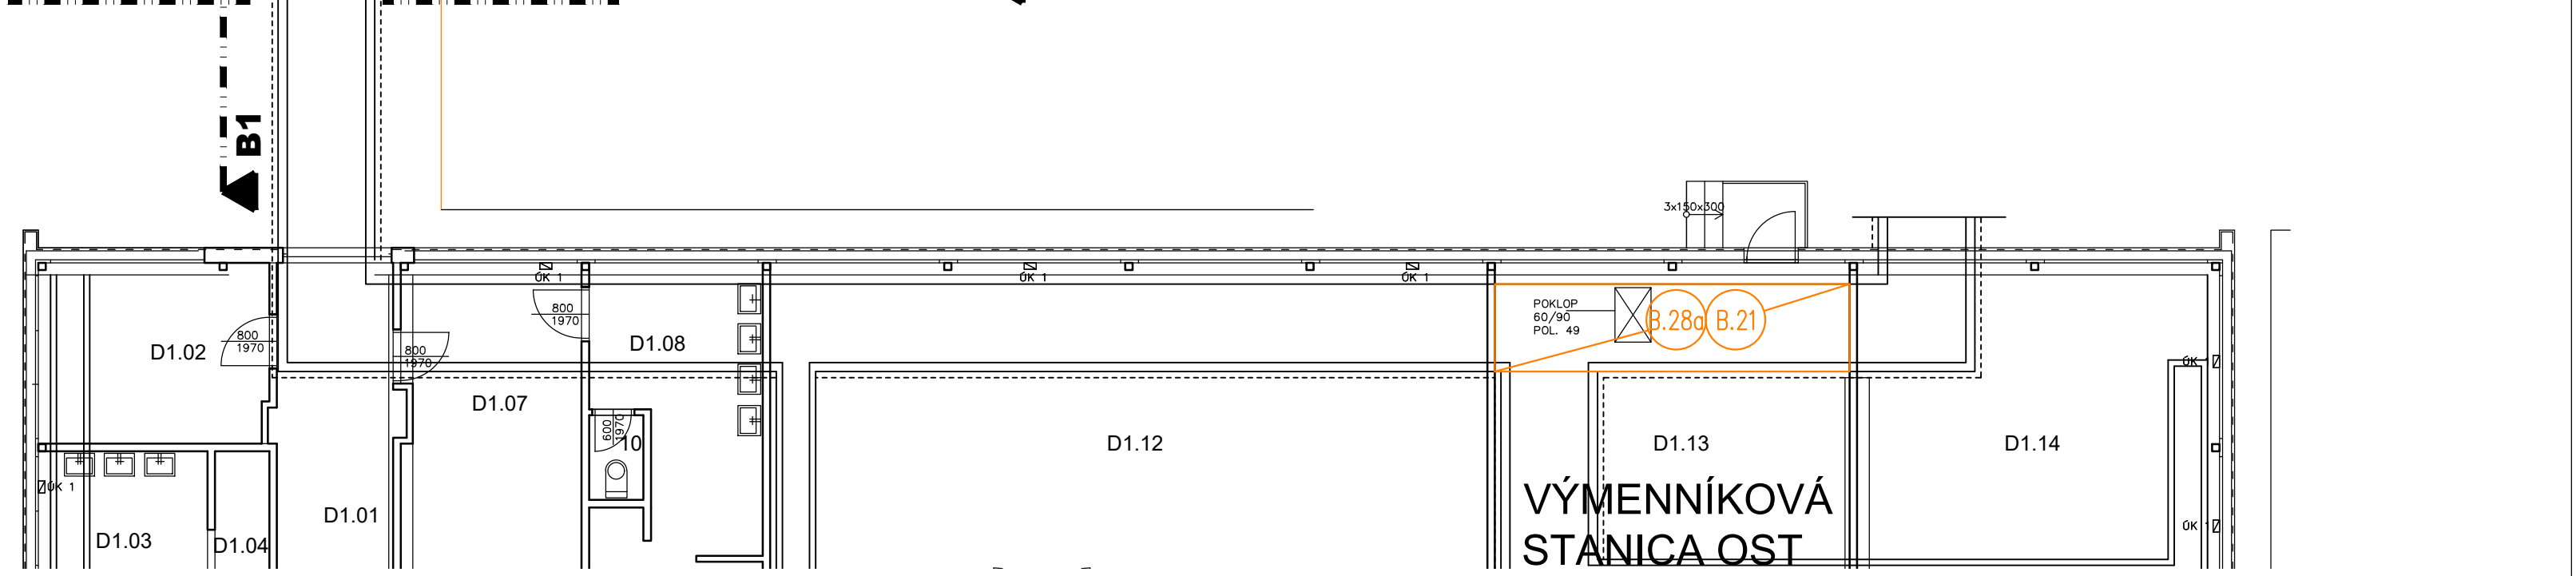 B1
3x150x300
ÚK 1
ÚK 1
ÚK 1
POKLOP
60/90
POL. 49
B.28a
B.21
800
1970
800
1970
800
1970
D1.02
D1.08
D1.07
600
1970
10
D1.12
D1.13
D1.14
ÚK 1
ÚK 1
ÚK 1
D1.01
D1.03
D1.04
VÝMENNÍKOVÁ
STANICA OST